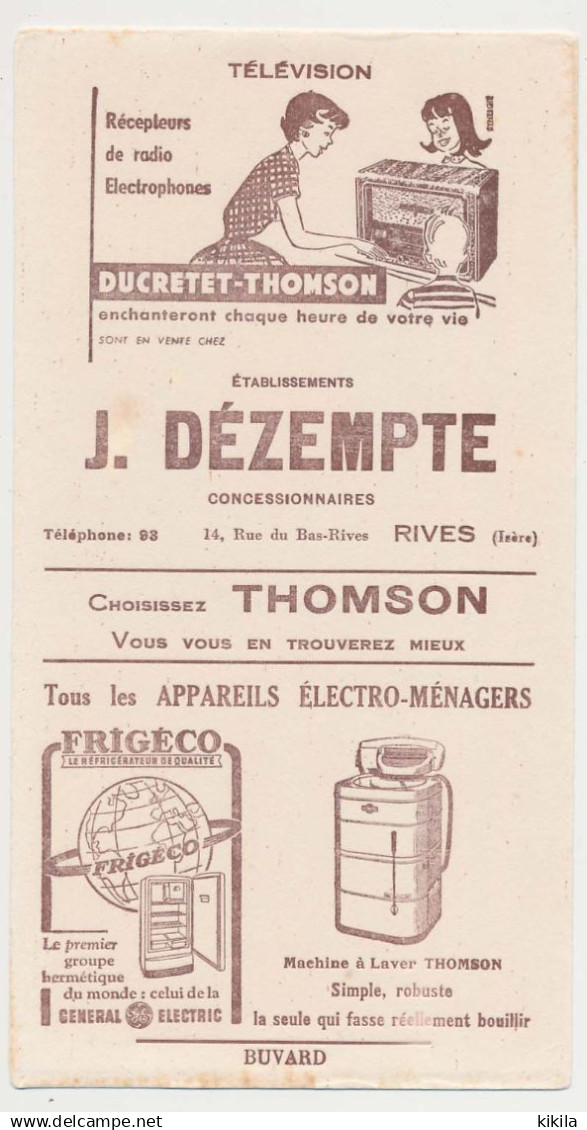 TÉLÉVISION
Récepteurs
de radio
Electrophones
DUCRETET-THOMSON
enchanteront chaque heure de votre vie
SONT EN VENTE CHEZ
ÉTABLISSEMENTS
J. DÉZEMPTE
CONCESSIONNAIRES
Téléphone: 93 14, Rue du Bas-Rives RIVES (Isère)
CHOISISSEZ THOMSON
VOUS VOUS EN TROUVEREZ MIEUX
Tous les APPAREILS ÉLECTRO-MÉNAGERS
FRIGÉCO
LE RÉFRIGÉRATEUR DE QUALITÉ
FRIGÉCO
Le premier
groupe
hermétique
du monde : celui de la
GENERAL GE ELECTRIC
Machine à Laver THOMSON
Simple, robuste
la seule qui fasse réellement bouillir
BUVARD
kikila